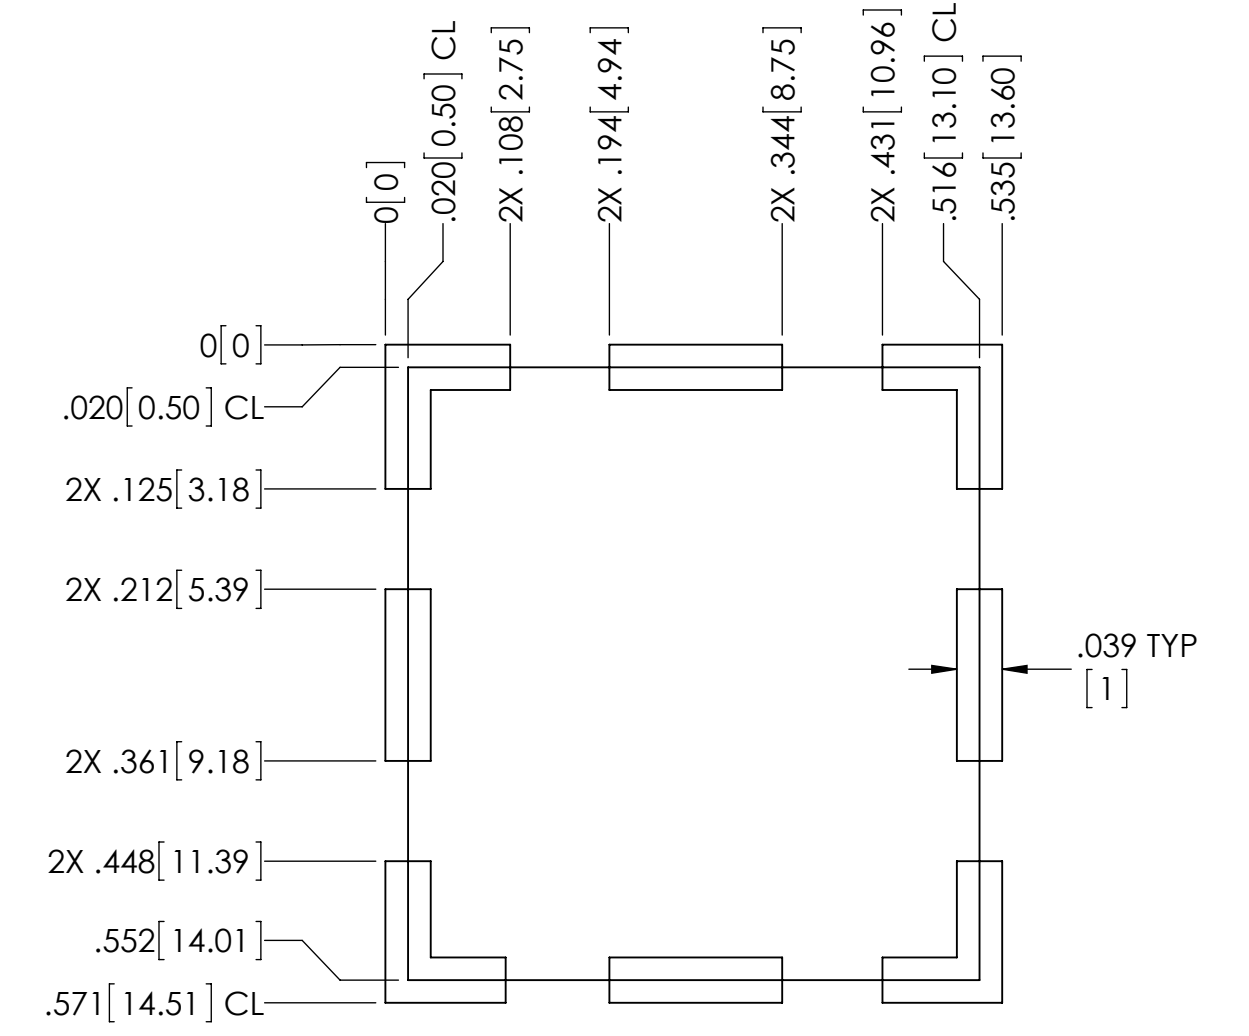 0[0]
.020[0.50] CL
2X .108[2.75]
2X .194[4.94]
2X .344[8.75]
2X .431[10.96]
.516[13.10] CL
.535[13.60]
0[0]
.020[0.50] CL
2X .125[3.18]
2X .212[5.39]
.039 TYP
[1]
2X .361[9.18]
2X .448[11.39]
.552[14.01]
.571[14.51] CL